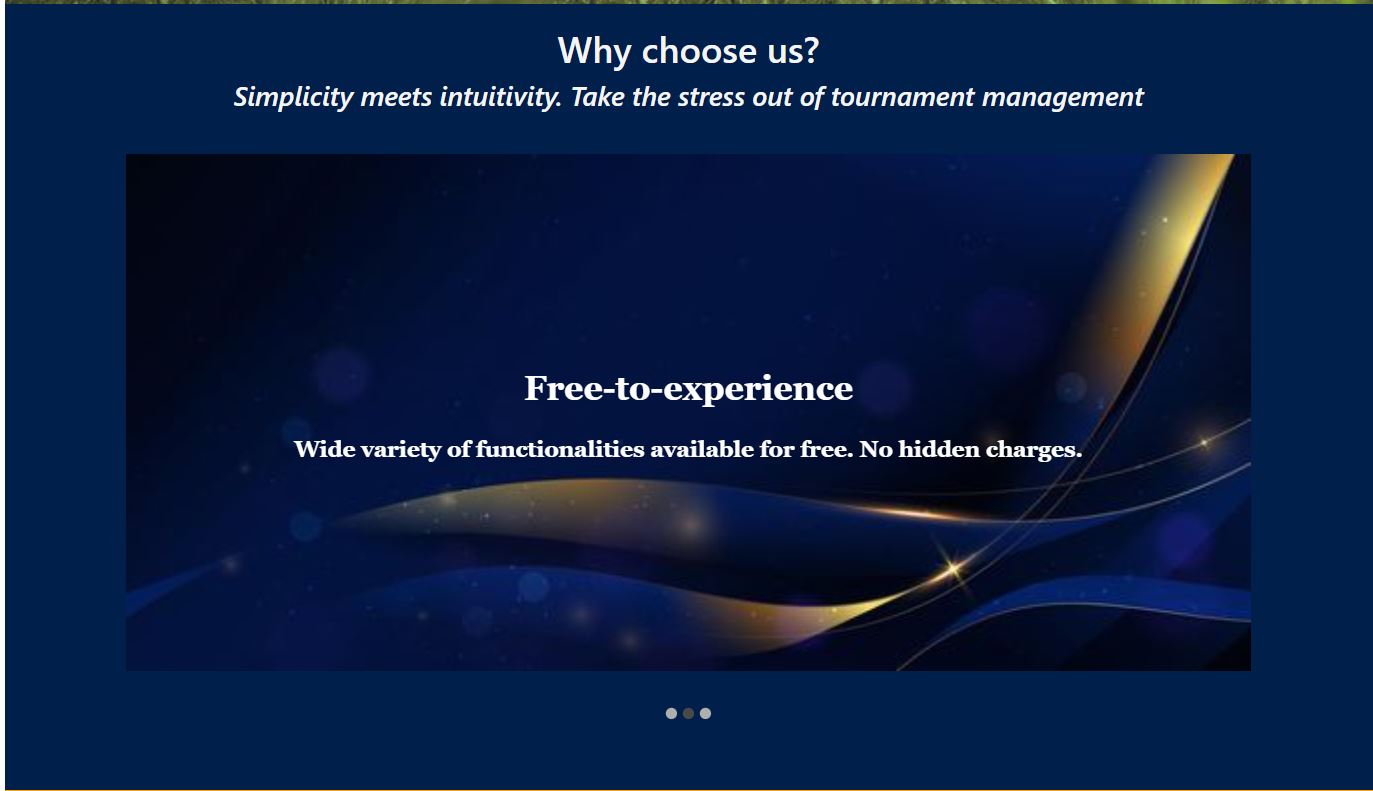 Why choose us?
Simplicity meets intuitivity. Take the stress out of tournament management
Free-to-experience
Wide variety of functionalities available for free. No hidden charges.